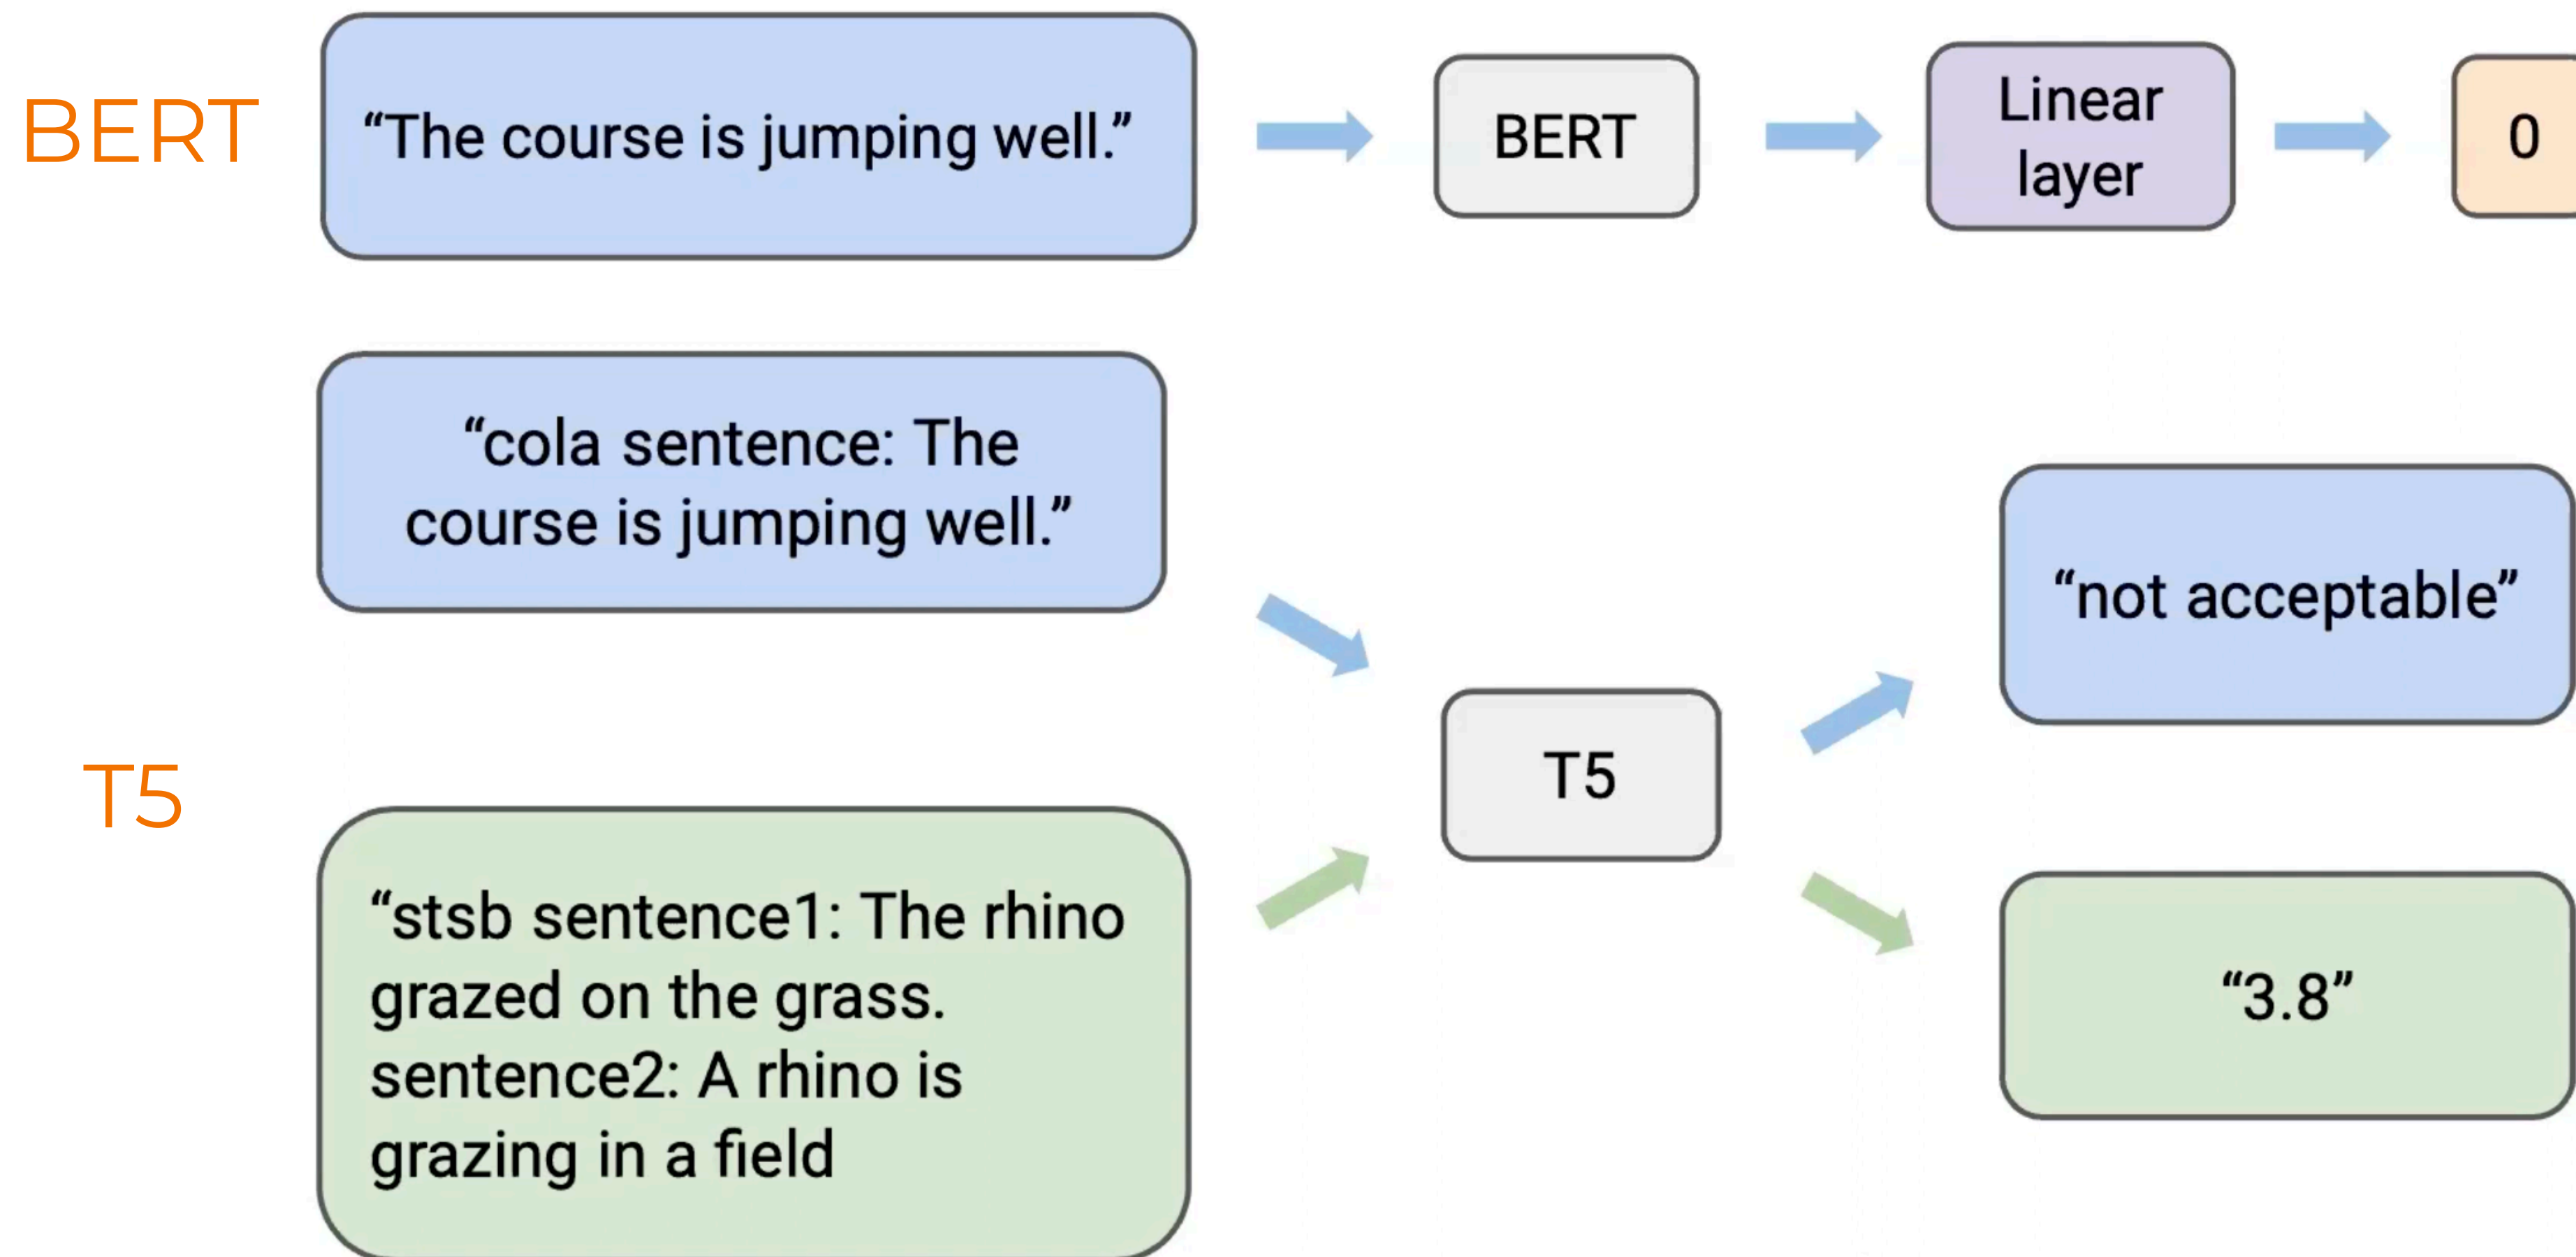 BERT
“The course is jumping well.”
BERT
Linear
layer
0
“cola sentence: The
course is jumping well.”
“not acceptable”
T5
T5
“stsb sentence1: The rhino
grazed on the grass.
sentence2: A rhino is
grazing in a field
“3.8”